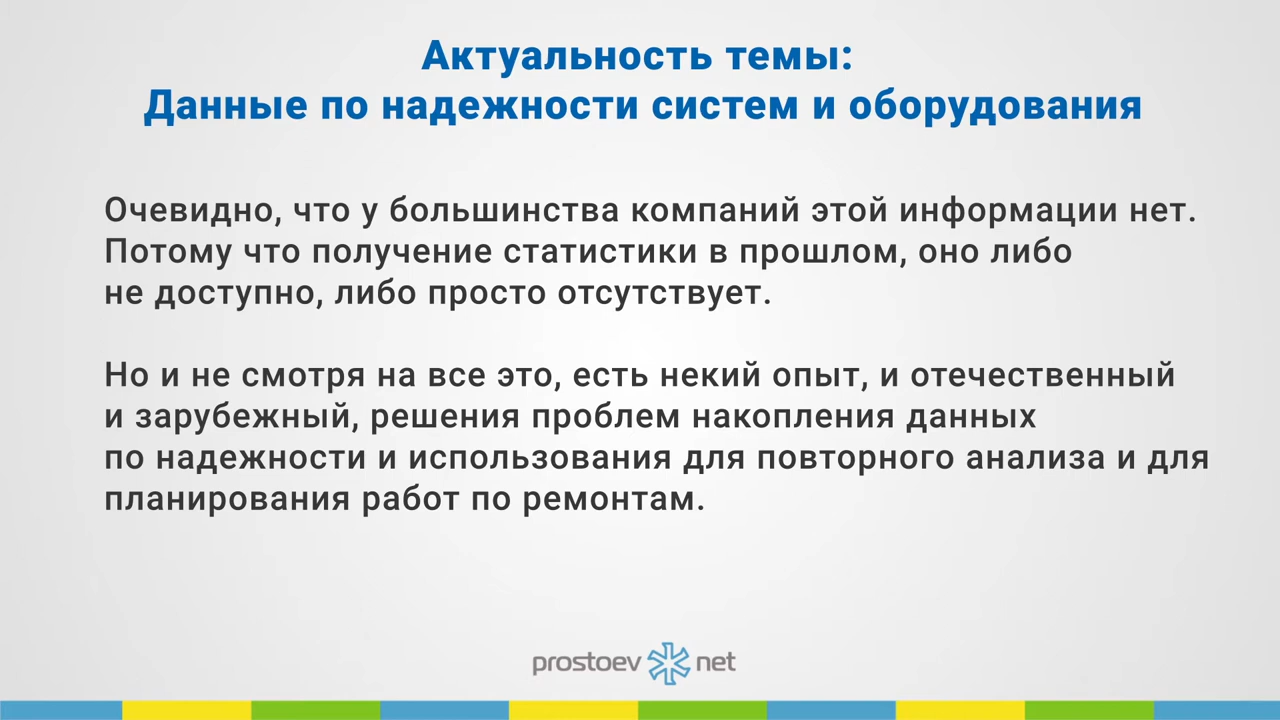 Актуальность темы:
Данные по надежности систем и оборудования
Очевидно, что у большинства компаний этой информации нет.
Потому что получение статистики в прошлом, оно либо
не доступно, либо просто отсутствует.
Но и не смотря на все это, есть некий опыт, и отечественный
и зарубежный, решения проблем накопления данных
по надежности и использования для повторного анализа и для
планирования работ по ремонтам.
prostoev net